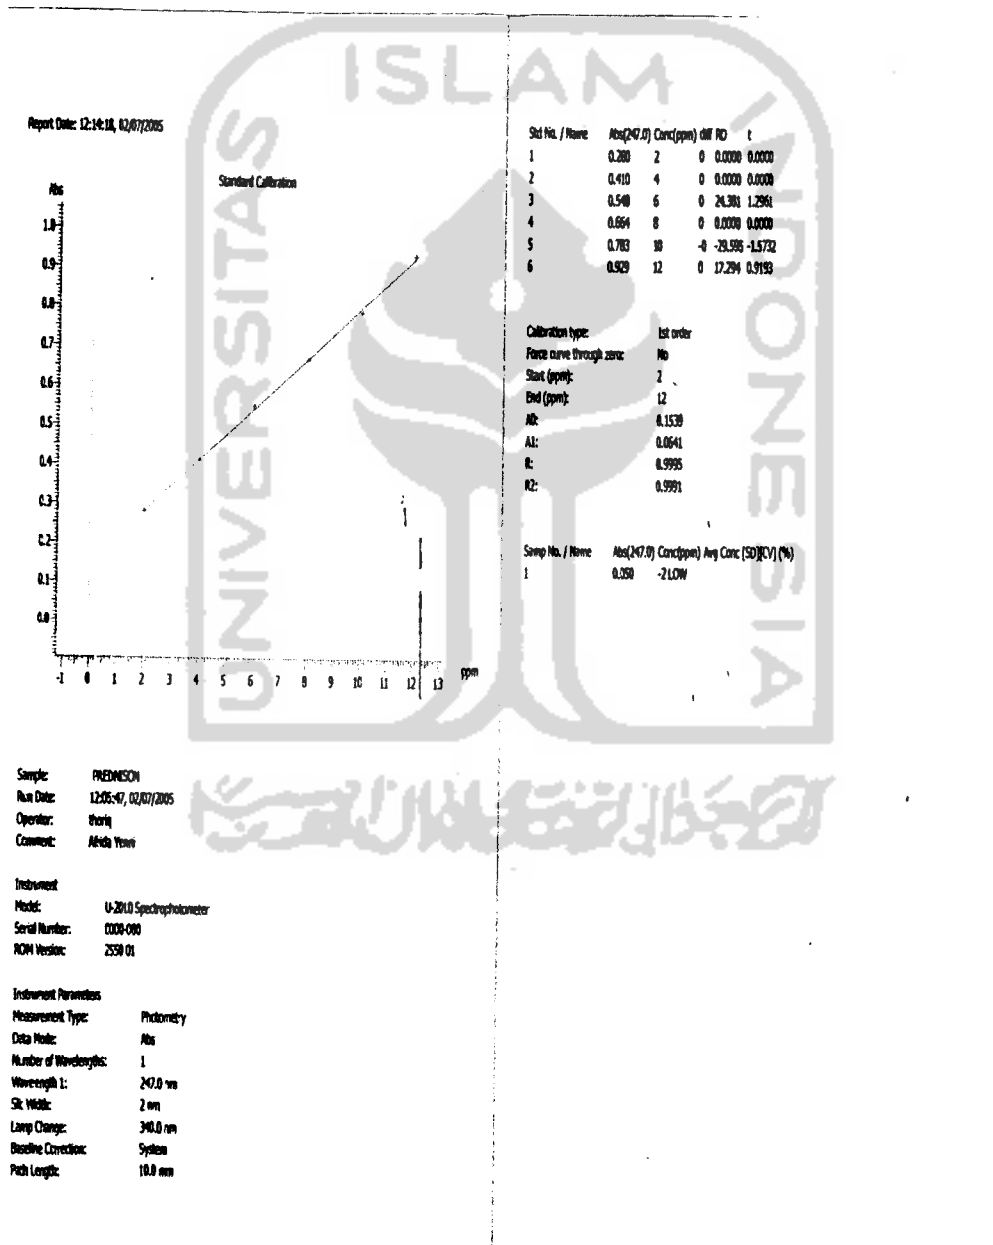 UNIVERSITAS ISLAM INDONESIA
Report Date: 12:14:18, 02/07/2005
Standard Calibration
Abs
1.0
0.9
0.8
0.7
0.6
0.5
0.4
0.3
0.2
0.1
0.0
-1 0 1 2 3 4 5 6 7 8 9 10 11 12 13 ppm
Sample: PREDNISON
Run Date: 12:05:47, 02/07/2005
Operator: thoriq
Comment:
Instrument
Model: U-2010 Spectrophotometer
Serial Number: 0000-000
ROM Version: 2550 01
Instrument Parameters
Measurement Type: Photometry
Data Mode: Abs
Number of Wavelengths: 1
Wavelength 1: 247.0 nm
Slit Width: 2 nm
Lamp Change: 340.0 nm
Baseline Correction: System
Path Length: 10.0 mm
Std No. / Name Abs(247.0) Conc(ppm) diff RD t
1 0.280 2 0 0.0000 0.0000
2 0.410 4 0 0.0000 0.0000
3 0.540 6 0 24.381 1.2961
4 0.664 8 0 0.0000 0.0000
5 0.783 10 -0 -29.596 -1.5732
6 0.929 12 0 17.294 0.9193
Calibration type: 1st order
Force curve through zero: No
Start (ppm): 2
End (ppm): 12
A0: 0.1539
A1: 0.0641
R: 0.9995
R2: 0.9991
Samp No. / Name Abs(247.0) Conc(ppm) Avg Conc [SD][CV] (%)
1 0.050 -2 LOW